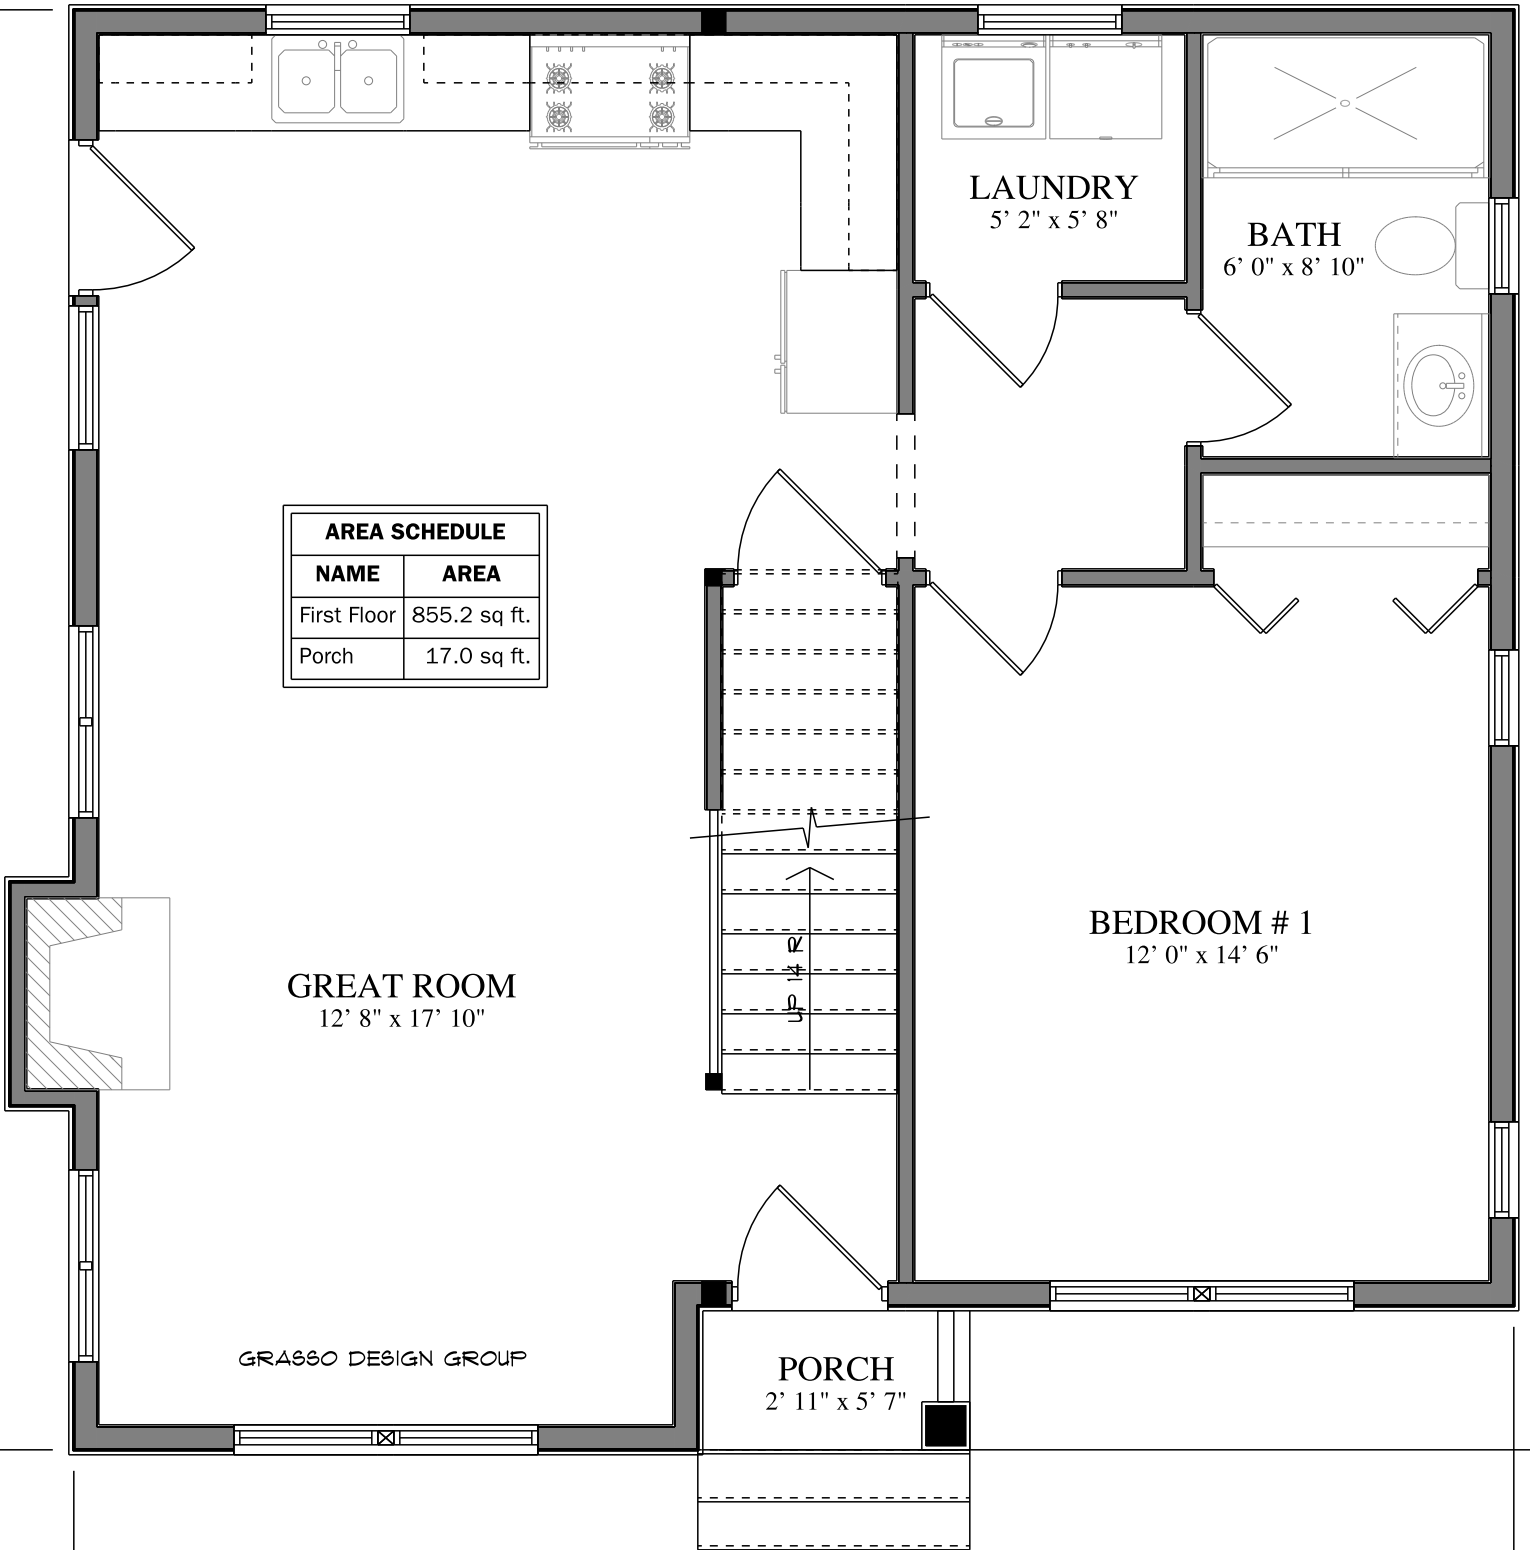 LAUNDRY
5' 2" x 5' 8"
BATH
6' 0" x 8' 10"
AREA SCHEDULE
NAME AREA
First Floor 855.2 sq ft.
Porch 17.0 sq ft.
BEDROOM # 1
12' 0" x 14' 6"
UP 14 R
GREAT ROOM
12' 8" x 17' 10"
GRASSO DESIGN GROUP
PORCH
2' 11" x 5' 7"